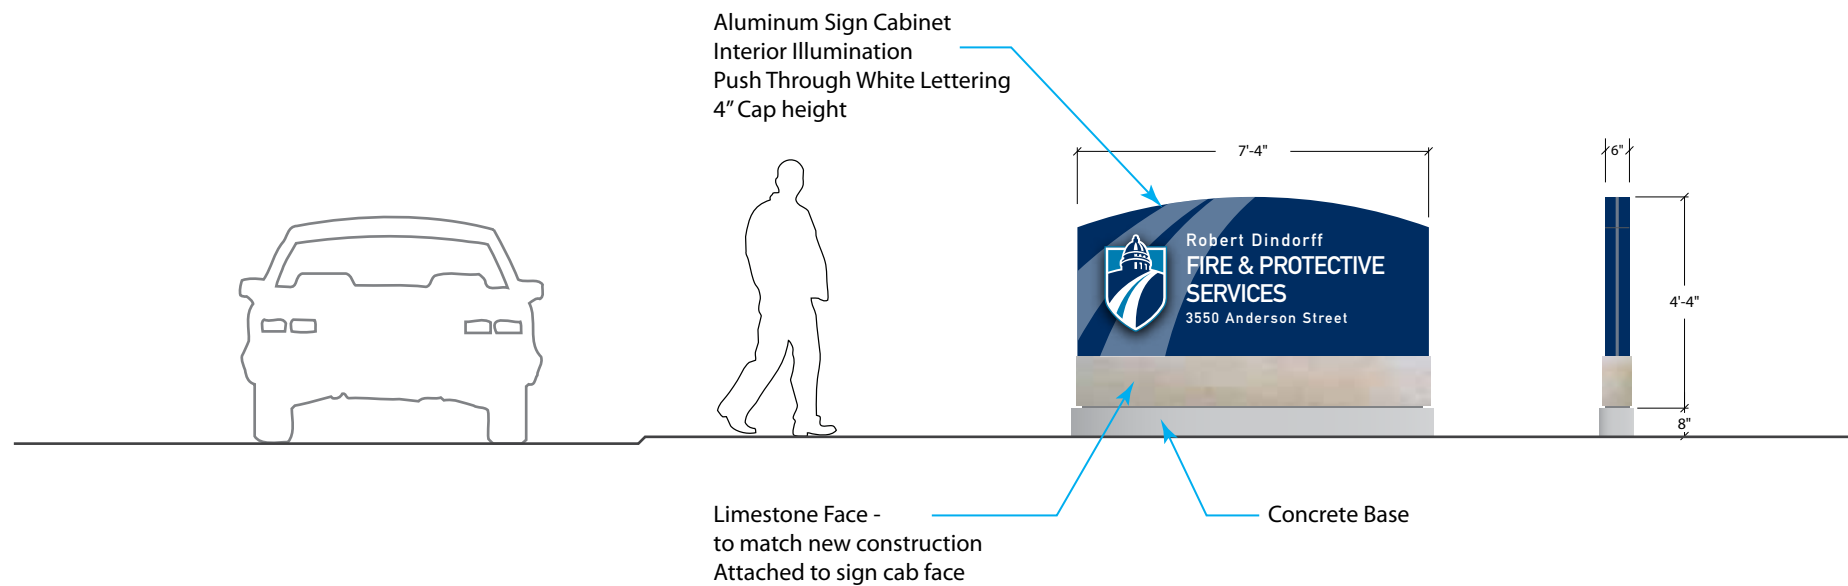 Aluminum Sign Cabinet
Interior Illumination
Push Through White Lettering
4” Cap height
7'-4"
6"
Robert Dindorff
FIRE & PROTECTIVE
SERVICES
3550 Anderson Street
4'-4"
8"
Limestone Face -
to match new construction
Attached to sign cab face
Concrete Base